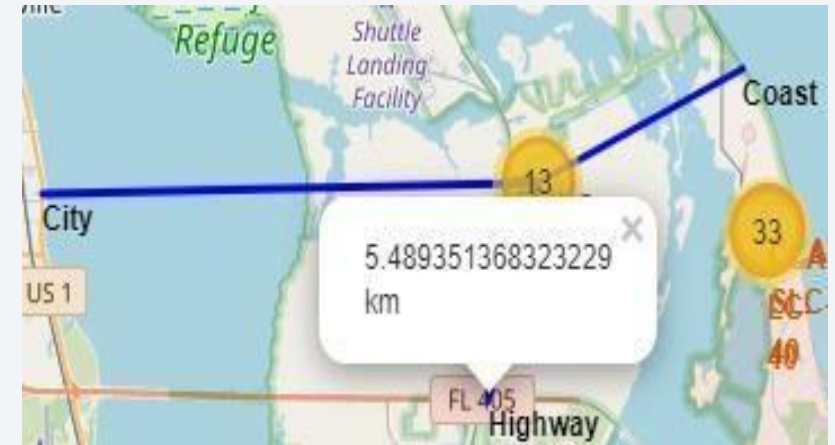 Refuge
Shuttle
Landing
Facility
Coast
13
City
33
5.489351368323229
km
×
US 1
40
FL 405
Highway